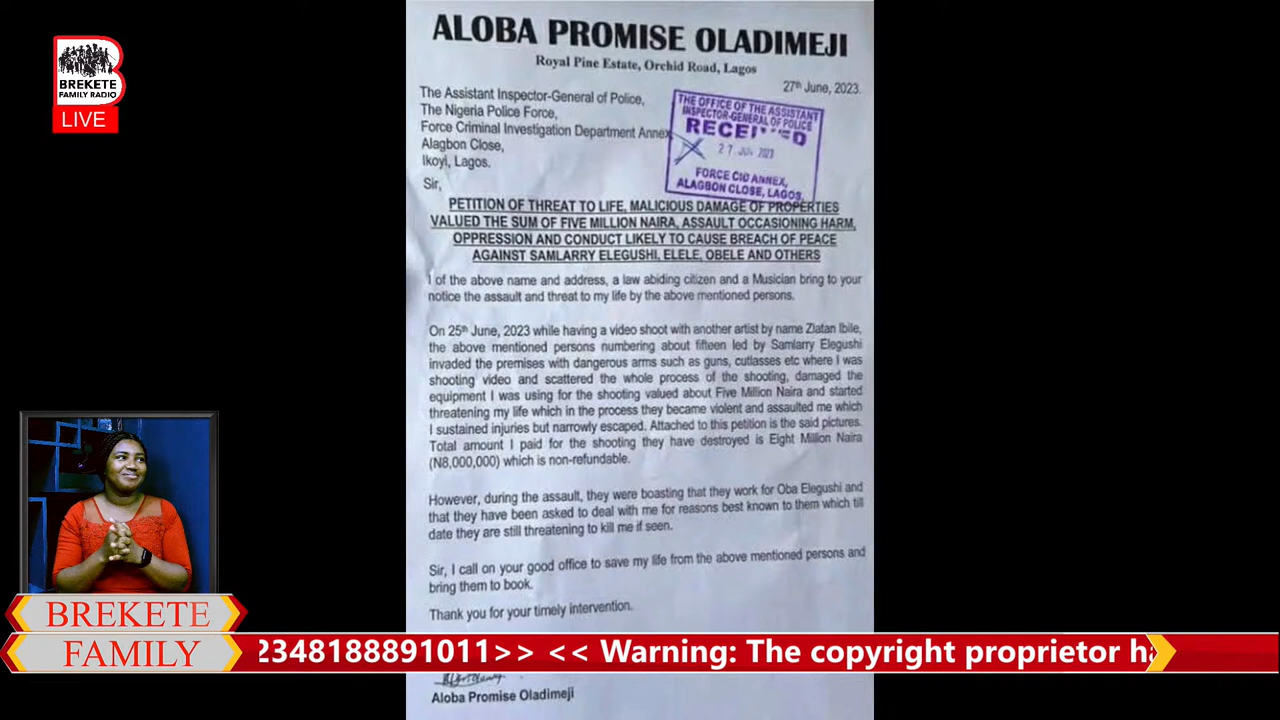 BREKETE
FAMILY RADIO
LIVE
ALOBA PROMISE OLADIMEJI
Royal Pine Estate, Orchid Road, Lagos
27th June, 2023.
The Assistant Inspector-General of Police,
The Nigeria Police Force,
Force Criminal Investigation Department Annex
Alagbon Close,
Ikoyi, Lagos.
THE OFFICE OF THE ASSISTANT
INSPECTOR-GENERAL OF POLICE
RECEIVED
27 JUN 2023
FORCE CID ANNEX,
ALAGBON CLOSE, LAGOS.
Sir,
PETITION OF THREAT TO LIFE, MALICIOUS DAMAGE OF PROPERTIES
VALUED THE SUM OF FIVE MILLION NAIRA, ASSAULT OCCASIONING HARM,
OPPRESSION AND CONDUCT LIKELY TO CAUSE BREACH OF PEACE
AGAINST SAMLARRY ELEGUSHI, ELELE, OBELE AND OTHERS
I of the above name and address, a law abiding citizen and a Musician bring to your
notice the assault and threat to my life by the above mentioned persons.
On 25th June, 2023 while having a video shoot with another artist by name Zlatan Ibile,
the above mentioned persons numbering about fifteen led by Samlarry Elegushi
invaded the premises with dangerous arms such as guns, cutlasses etc where I was
shooting video and scattered the whole process of the shooting, damaged the
equipment I was using for the shooting valued about Five Million Naira and started
threatening my life which in the process they became violent and assaulted me which
I sustained injuries but narrowly escaped. Attached to this petition is the said pictures.
Total amount I paid for the shooting they have destroyed is Eight Million Naira
(N8,000,000) which is non-refundable.
However, during the assault, they were boasting that they work for Oba Elegushi and
that they have been asked to deal with me for reasons best known to them which till
date they are still threatening to kill me if seen.
Sir, I call on your good office to save my life from the above mentioned persons and
bring them to book.
Thank you for your timely intervention.
BREKETE
FAMILY
2348188891011>> << Warning: The copyright proprietor ha
Aloba Promise Oladimeji